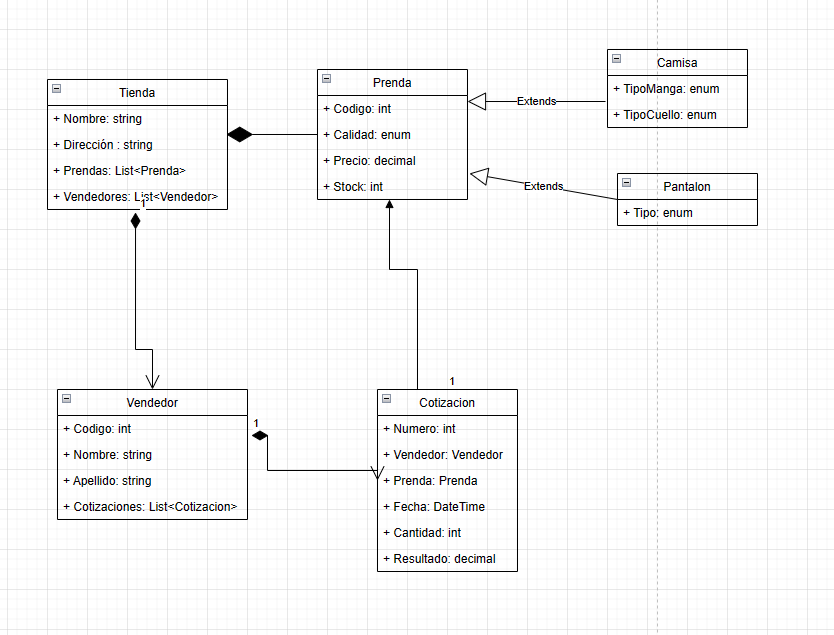 Tienda
+ Nombre: string
+ Dirección : string
+ Prendas: List<Prenda>
+ Vendedores: List<Vendedor>
1
Prenda
+ Codigo: int
+ Calidad: enum
+ Precio: decimal
+ Stock: int
Extends
Camisa
+ TipoManga: enum
+ TipoCuello: enum
Extends
Pantalon
+ Tipo: enum
Vendedor
+ Codigo: int
+ Nombre: string
+ Apellido: string
+ Cotizaciones: List<Cotizacion>
1
1
Cotizacion
+ Numero: int
+ Vendedor: Vendedor
+ Prenda: Prenda
+ Fecha: DateTime
+ Cantidad: int
+ Resultado: decimal